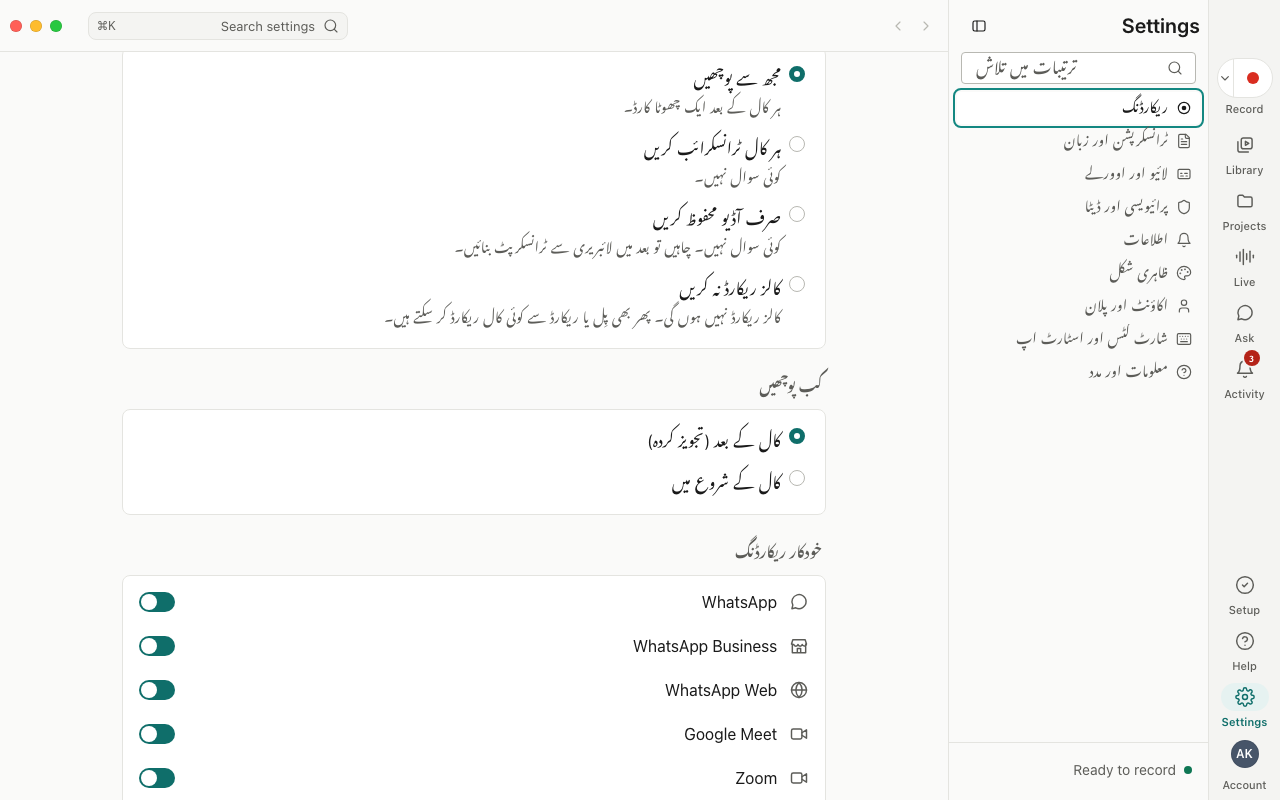 Settings
ترتیبات میں تلاش
ریکارڈنگ
ٹرانسکرپشن اور زبان
لائیو اور اوورلے
پرائیویسی اور ڈیٹا
اطلاعات
ظاہری شکل
اکاؤنٹ اور پلان
شارٹ کٹس اور اسٹارٹ اپ
معلومات اور مدد
Ready to record
Record
Library
Projects
Live
Ask
3
Activity
Setup
Help
Settings
AK
Account
⌘K
Search settings
مجھ سے پوچھیں
ہر کال کے بعد ایک چھوٹا کارڈ۔
ہر کال ٹرانسکرائب کریں
کوئی سوال نہیں۔
صرف آڈیو محفوظ کریں
کوئی سوال نہیں۔ چاہیں تو بعد میں لائبریری سے ٹرانسکرپٹ بنائیں۔
کالز ریکارڈ نہ کریں
کالز ریکارڈ نہیں ہوں گی۔ پھر بھی پِل یا ریکارڈ سے کوئی کال ریکارڈ کر سکتے ہیں۔
کب پوچھیں
کال کے بعد (تجویز کردہ)
کال کے شروع میں
خودکار ریکارڈنگ
WhatsApp
WhatsApp Business
WhatsApp Web
Google Meet
Zoom